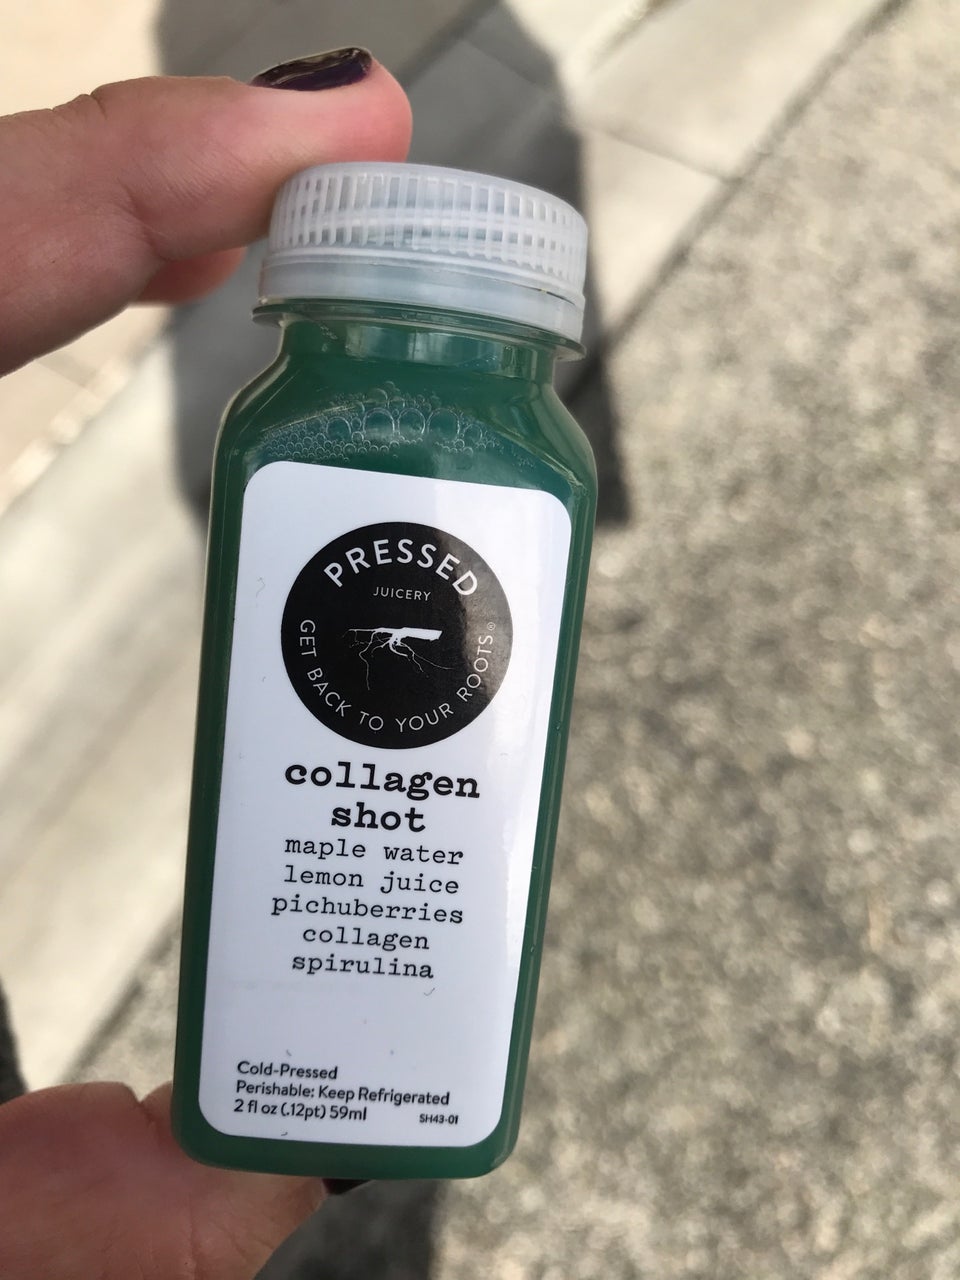 PRESSED
JUICERY
GET BACK TO YOUR ROOTS®
collagen
shot
maple water
lemon juice
pichuberries
collagen
spirulina
Cold-Pressed
Perishable: Keep Refrigerated
2 fl oz (.12pt) 59ml
SH43-01